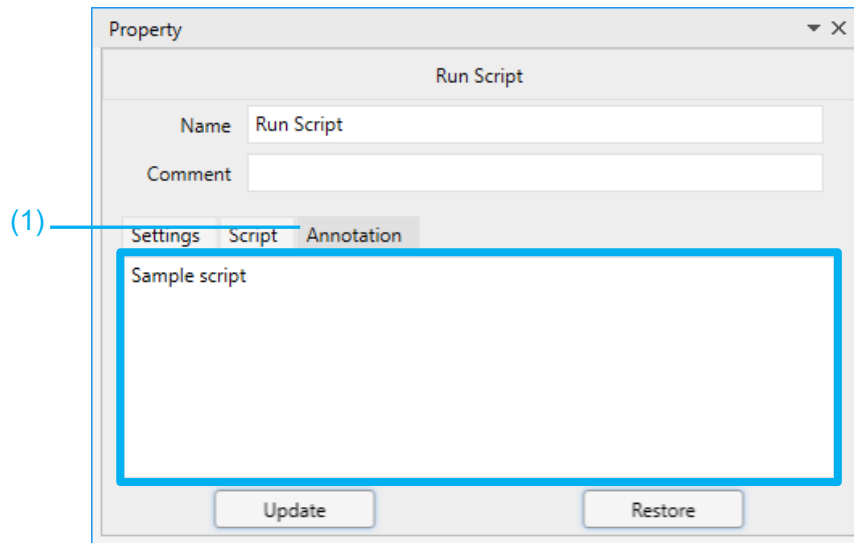 Property
Run Script
Name Run Script
Comment
(1)
Settings Script Annotation
Sample script
Update Restore